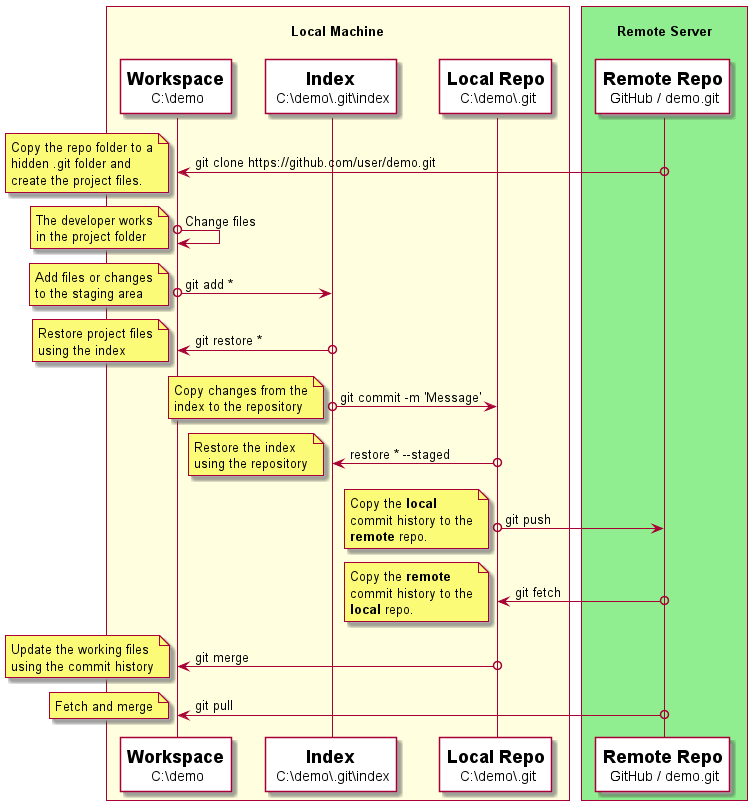 Local Machine
Remote Server
Workspace
C:\demo
Index
C:\demo\.git\index
Local Repo
C:\demo\.git
Remote Repo
GitHub / demo.git
Copy the repo folder to a
hidden .git folder and
create the project files.
git clone https://github.com/user/demo.git
The developer works
in the project folder
Change files
Add files or changes
to the staging area
git add *
Restore project files
using the index
git restore *
Copy changes from the
index to the repository
git commit -m 'Message'
Restore the index
using the repository
restore * --staged
Copy the local
commit history to the
remote repo.
git push
Copy the remote
commit history to the
local repo.
git fetch
Update the working files
using the commit history
git merge
Fetch and merge
git pull
Workspace
C:\demo
Index
C:\demo\.git\index
Local Repo
C:\demo\.git
Remote Repo
GitHub / demo.git